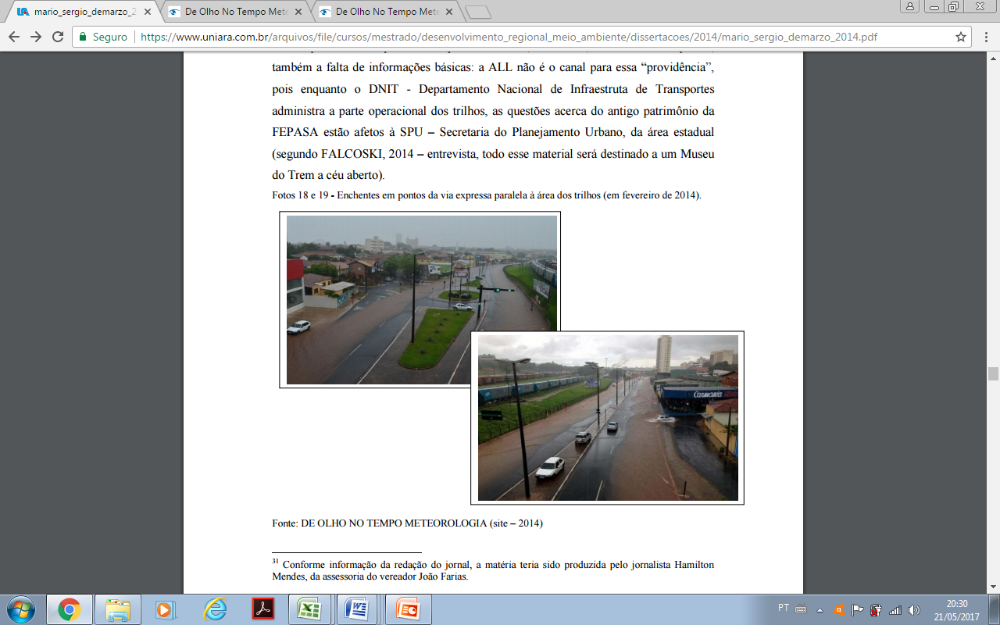 mario_sergio_demarzo_2
De Olho No Tempo Mete
De Olho No Tempo Mete
Seguro
https://www.uniara.com.br/arquivos/file/cursos/mestrado/desenvolvimento_regional_meio_ambiente/dissertacoes/2014/mario_sergio_demarzo_2014.pdf
também a falta de informações básicas: a ALL não é o canal para essa “providência”,
pois enquanto o DNIT - Departamento Nacional de Infraestruta de Transportes
administra a parte operacional dos trilhos, as questões acerca do antigo patrimônio da
FEPASA estão afetos à SPU – Secretaria do Planejamento Urbano, da área estadual
(segundo FALCOSKI, 2014 – entrevista, todo esse material será destinado a um Museu
do Trem a céu aberto).
Fotos 18 e 19 - Enchentes em pontos da via expressa paralela à área dos trilhos (em fevereiro de 2014).
Fonte: DE OLHO NO TEMPO METEOROLOGIA (site – 2014)
31 Conforme informação da redação do jornal, a matéria teria sido produzida pelo jornalista Hamilton
Mendes, da assessoria do vereador João Farias.
PT
20:30
21/05/2017